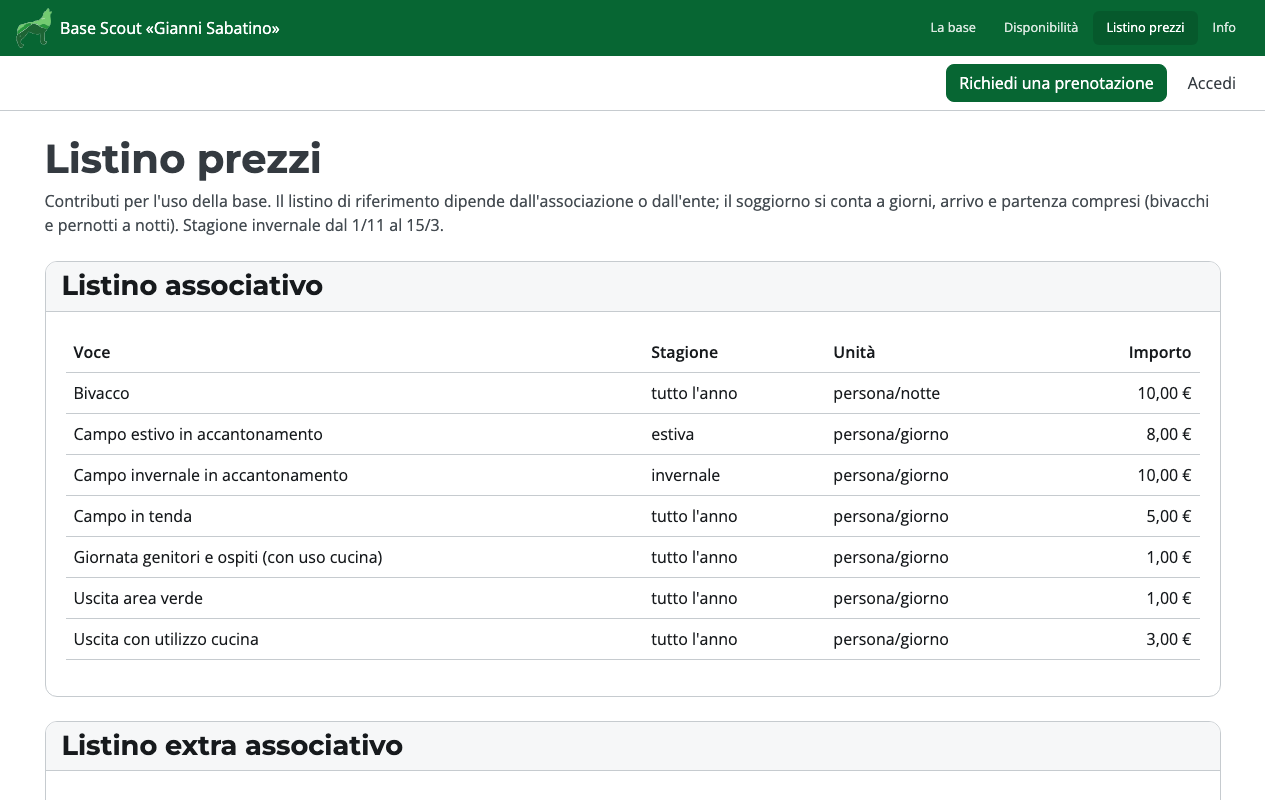 Base Scout «Gianni Sabatino»
La base
Disponibilità
Listino prezzi
Info
Richiedi una prenotazione
Accedi
Listino prezzi
Contributi per l'uso della base. Il listino di riferimento dipende dall'associazione o dall'ente; il soggiorno si conta a giorni, arrivo e partenza compresi (bivacchi
e pernotti a notti). Stagione invernale dal 1/11 al 15/3.
Listino associativo
Voce Stagione Unità Importo
Bivacco tutto l'anno persona/notte 10,00 €
Campo estivo in accantonamento estiva persona/giorno 8,00 €
Campo invernale in accantonamento invernale persona/giorno 10,00 €
Campo in tenda tutto l'anno persona/giorno 5,00 €
Giornata genitori e ospiti (con uso cucina) tutto l'anno persona/giorno 1,00 €
Uscita area verde tutto l'anno persona/giorno 1,00 €
Uscita con utilizzo cucina tutto l'anno persona/giorno 3,00 €
Listino extra associativo